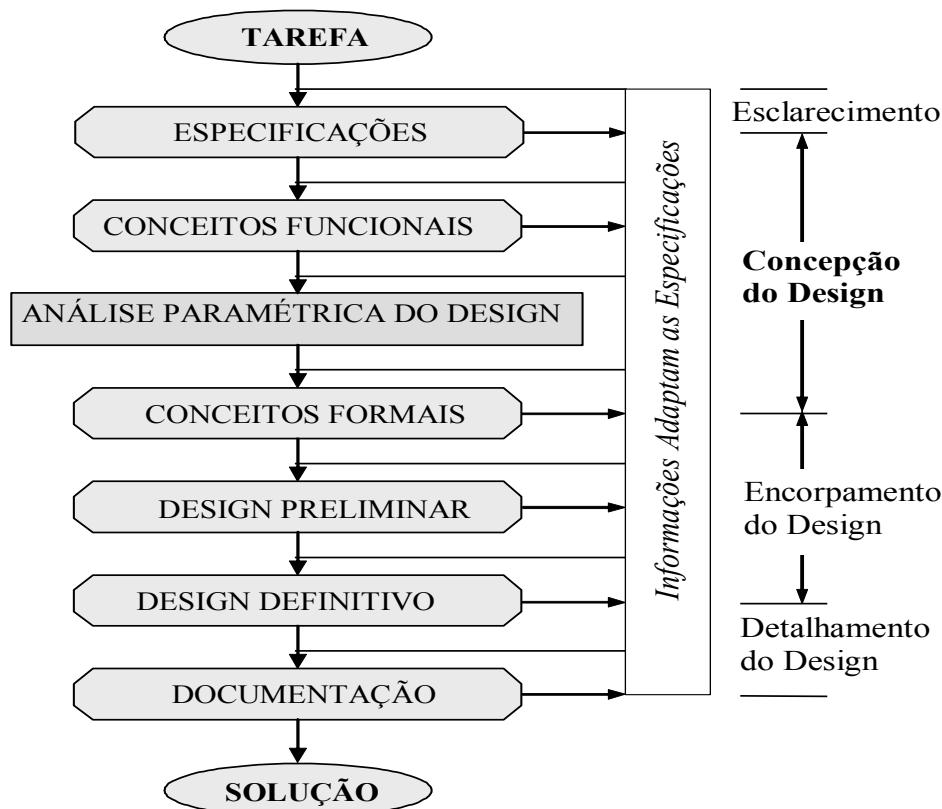 TAREFA
ESPECIFICAÇÕES
CONCEITOS FUNCIONAIS
ANÁLISE PARAMÉTRICA DO DESIGN
CONCEITOS FORMAIS
DESIGN PRELIMINAR
DESIGN DEFINITIVO
DOCUMENTAÇÃO
SOLUÇÃO
Informações Adaptam as Especificações
Esclarecimento
Concepção
do Design
Encorpamento
do Design
Detalhamento
do Design